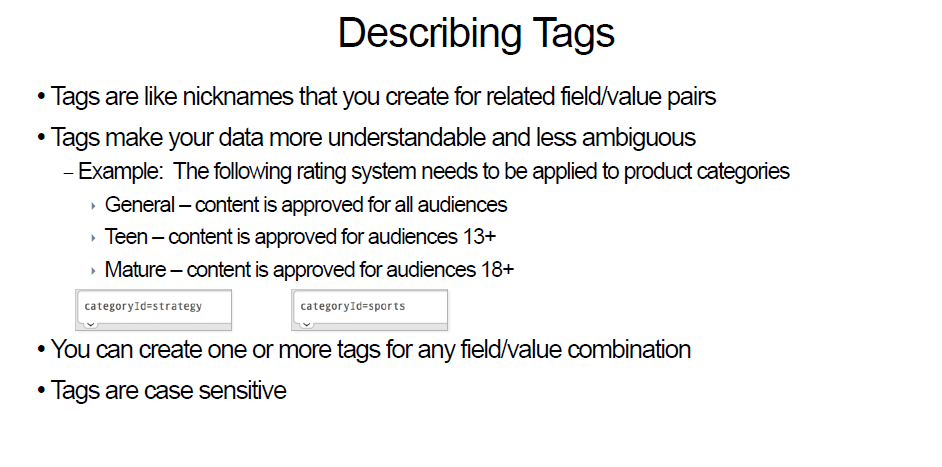 Describing Tags
• Tags are like nicknames that you create for related field/value pairs
• Tags make your data more understandable and less ambiguous
– Example: The following rating system needs to be applied to product categories
General – content is approved for all audiences
Teen – content is approved for audiences 13+
Mature – content is approved for audiences 18+
categoryId=strategy
categoryId=sports
• You can create one or more tags for any field/value combination
• Tags are case sensitive